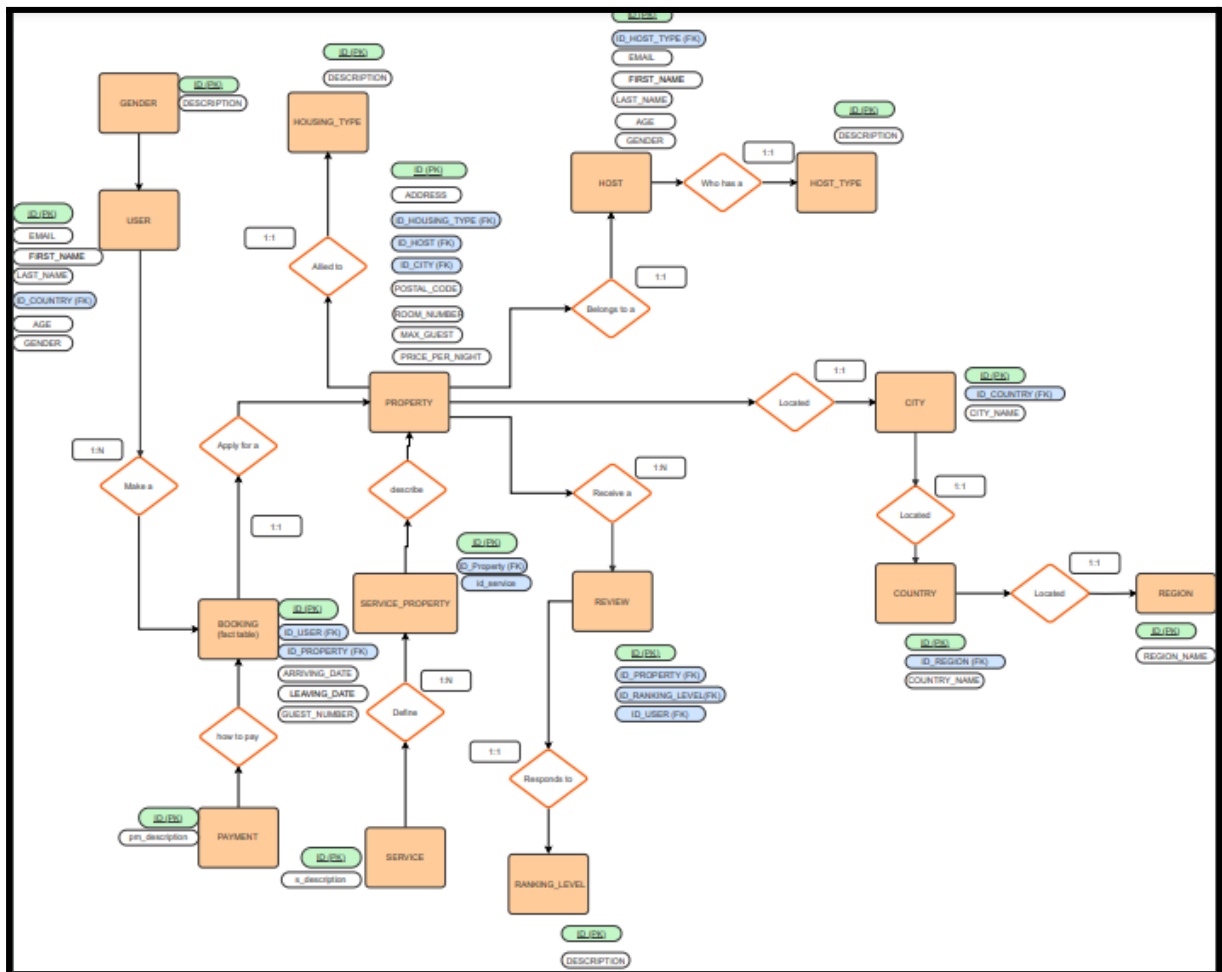 ID (PK)
ID_HOST_TYPE (FK)
EMAIL
FIRST_NAME
LAST_NAME
AGE
GENDER
HOST
Who has a
1:1
HOST_TYPE
ID (PK)
DESCRIPTION
ID (PK)
DESCRIPTION
HOUSING_TYPE
GENDER
ID (PK)
DESCRIPTION
USER
ID (PK)
EMAIL
FIRST_NAME
LAST_NAME
ID_COUNTRY (FK)
AGE
GENDER
1:1
Allied to
ID (PK)
ADDRESS
ID_HOUSING_TYPE (FK)
ID_HOST (FK)
ID_CITY (FK)
POSTAL_CODE
ROOM_NUMBER
MAX_GUEST
PRICE_PER_NIGHT
PROPERTY
1:1
Belongs to a
1:1
Located
CITY
ID (PK)
ID_COUNTRY (FK)
CITY_NAME
1:N
Make a
Apply for a
1:1
describe
1:N
Receive a
1:1
Located
COUNTRY
ID (PK)
ID_REGION (FK)
COUNTRY_NAME
1:1
Located
REGION
ID (PK)
REGION_NAME
BOOKING
(fact table)
ID (PK)
ID_USER (FK)
ID_PROPERTY (FK)
ARRIVING_DATE
LEAVING_DATE
GUEST_NUMBER
SERVICE_PROPERTY
ID (PK)
ID_Property (FK)
id_service
REVIEW
ID (PK)
ID_PROPERTY (FK)
ID_RANKING_LEVEL(FK)
ID_USER (FK)
how to pay
1:N
Define
1:1
Responds to
ID (PK)
pm_description
PAYMENT
ID (PK)
s_description
SERVICE
RANKING_LEVEL
ID (PK)
DESCRIPTION